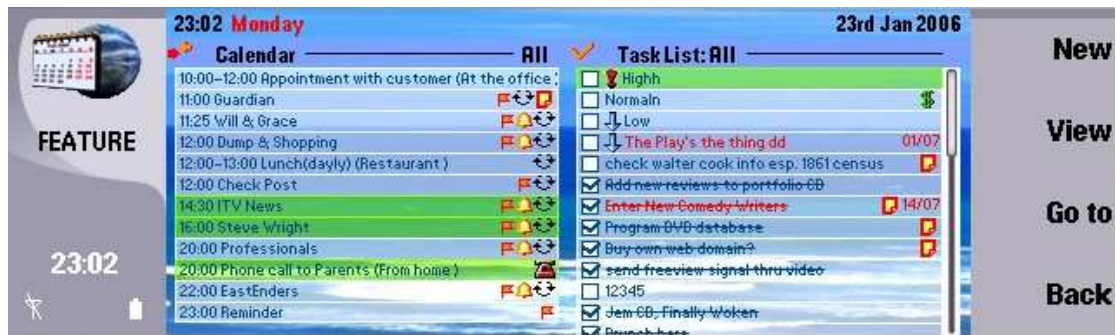 23:02 Monday
23rd Jan 2006
Calendar
All
10:00-12:00 Appointment with customer (At the office
11:00 Guardian
11:25 Will & Grace
12:00 Dump & Shopping
12:00-13:00 Lunch(dayly) (Restaurant )
12:00 Check Post
14:30 ITV News
16:00 Steve Wright
20:00 Professionals
20:00 Phone call to Parents (From home )
22:00 EastEnders
23:00 Reminder
Task List: All
Highh
Normaln
Low
The Play's the thing dd 01/07
check walter cook info esp. 1861 census
Add new reviews to portfolio CD
Enter New Comedy Writers 14/07
Program DVD database
Buy own web domain?
send freeview signal thru video
12345
Jem CD, Finally Woken
Brunch bars
FEATURE
23:02
New
View
Go to
Back